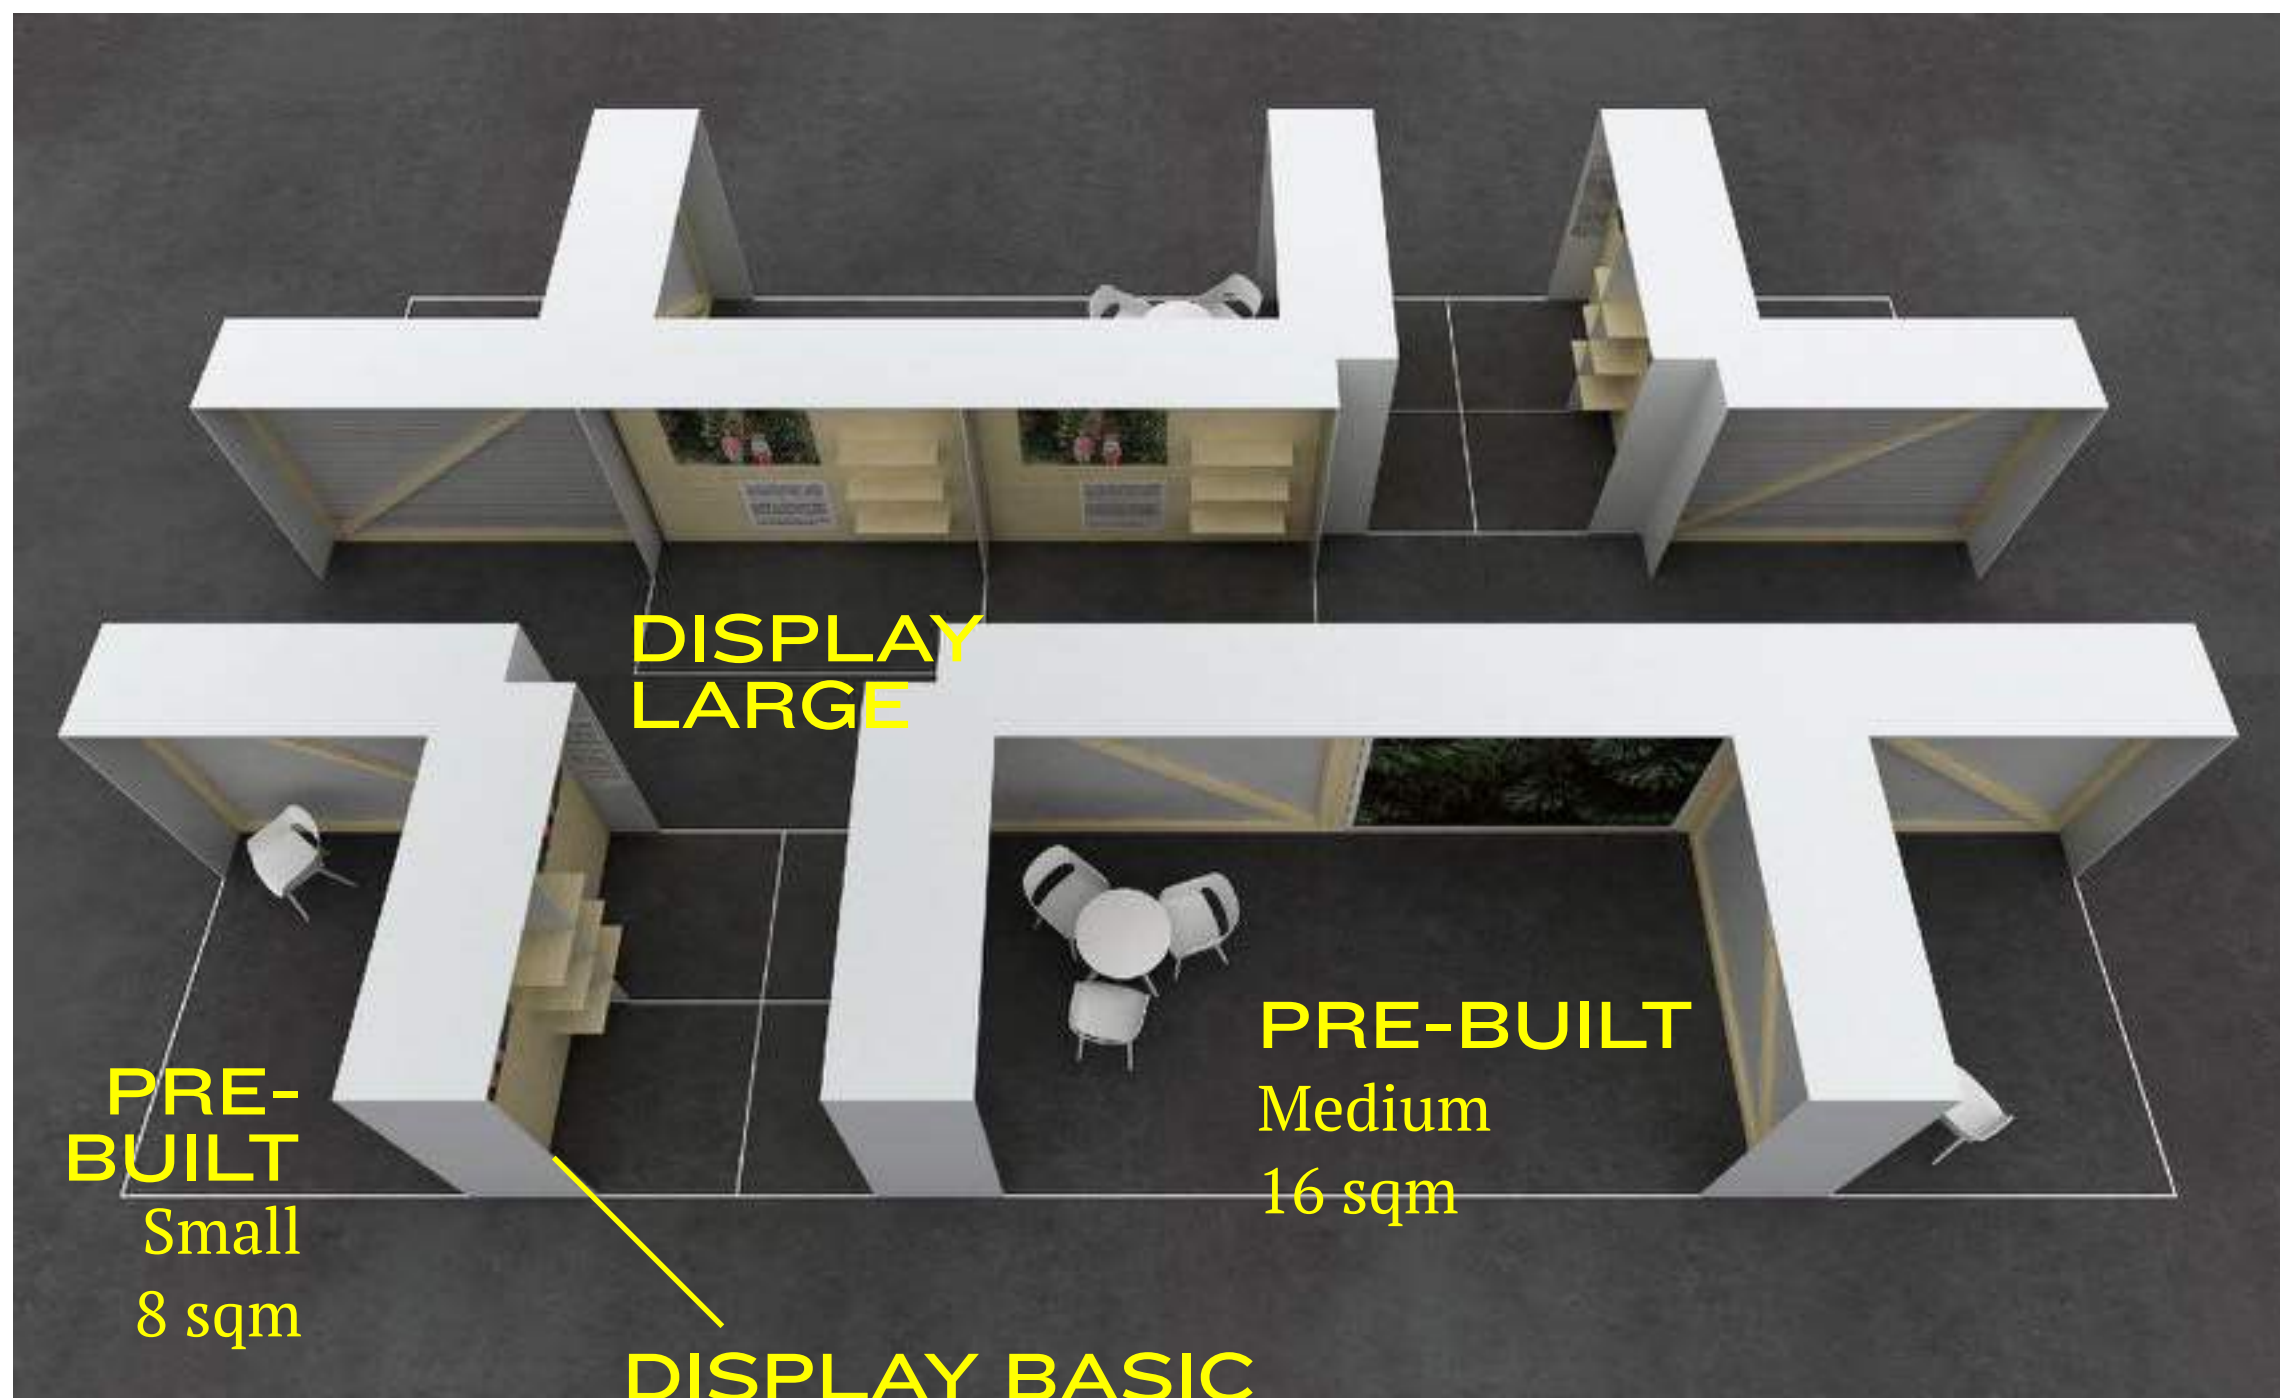 DISPLAY
LARGE
PRE-BUILT
Medium
16 sqm
PRE-
BUILT
Small
8 sqm
DISPLAY BASIC